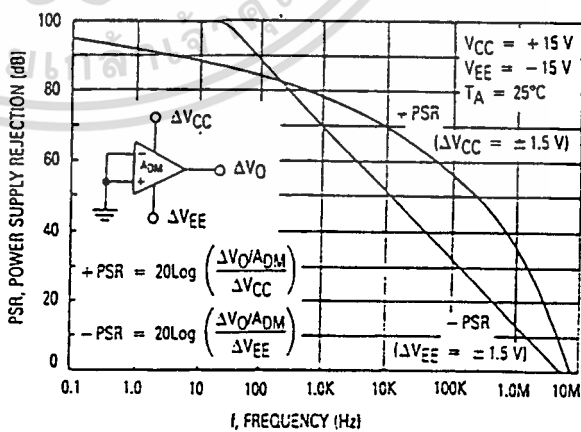 PSR, POWER SUPPLY REJECTION [dB]
100
80
60
40
20
0
0.1
1.0
10
100
1.0K
10K
100K
1.0M
10M
f, FREQUENCY (Hz)
VCC = +15 V
VEE = −15 V
TA = 25°C
+PSR
(ΔVCC = ±1.5 V)
ΔVCC
−
ADM
+
ΔVO
ΔVEE
+PSR = 20Log (ΔVO/ADM / ΔVCC)
−PSR = 20Log (ΔVO/ADM / ΔVEE)
−PSR
(ΔVEE = ±1.5 V)